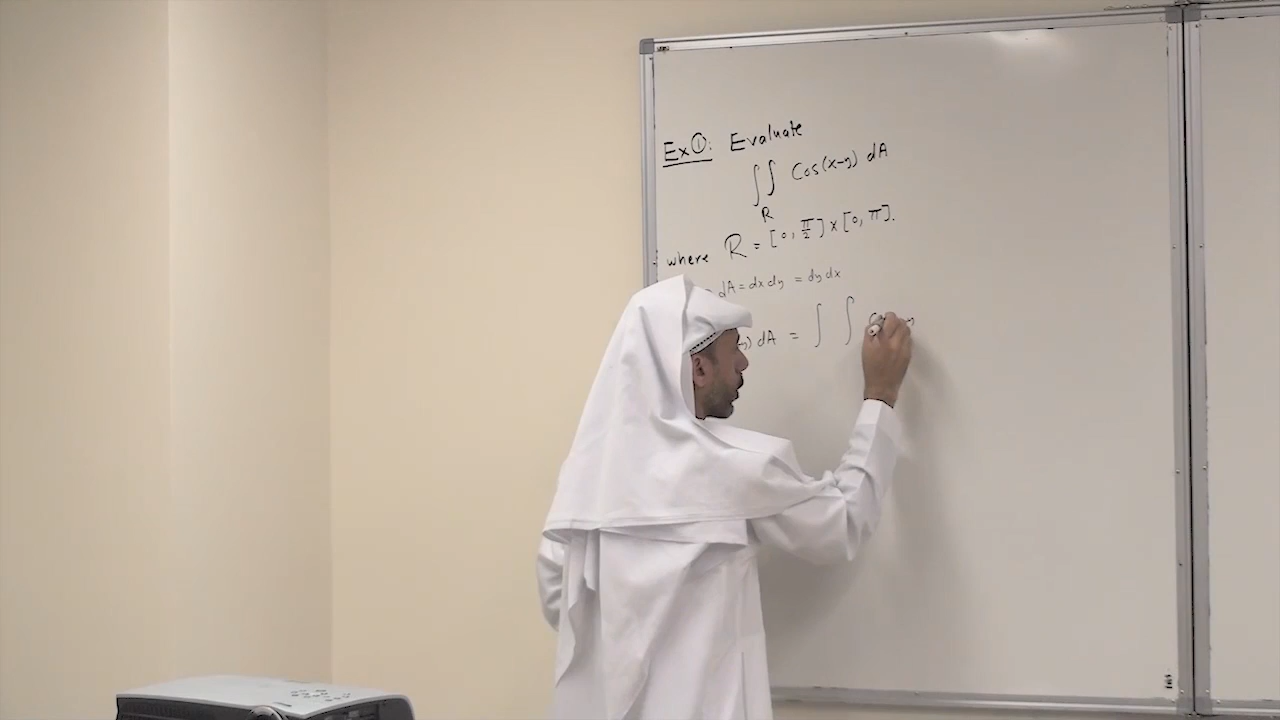 Ex①: Evaluate
∫∫ Cos(x-y) dA
R
where R = [0, π/2] x [0, π].
dA = dx dy = dy dx
-y) dA = ∫ ∫